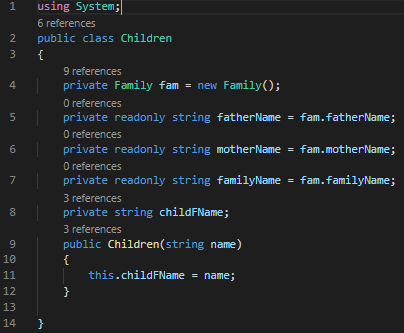 1 using System;
6 references
2 public class Children
3 {
9 references
4 private Family fam = new Family();
0 references
5 private readonly string fatherName = fam.fatherName;
0 references
6 private readonly string motherName = fam.motherName;
0 references
7 private readonly string familyName = fam.familyName;
3 references
8 private string childFName;
3 references
9 public Children(string name)
10 {
11 this.childFName = name;
12 }
13
14 }